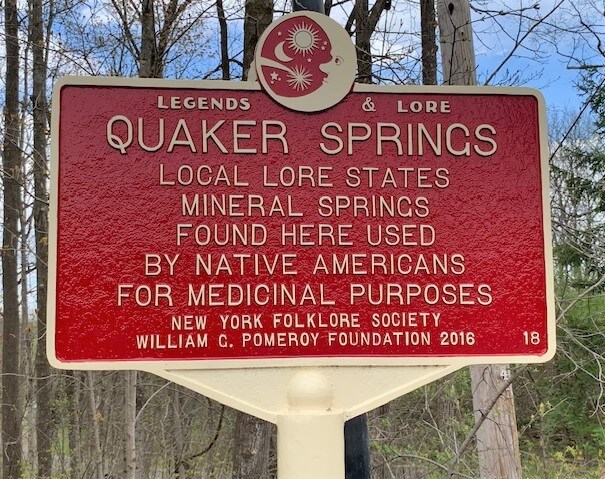 LEGENDS & LORE
QUAKER SPRINGS
LOCAL LORE STATES
MINERAL SPRINGS
FOUND HERE USED
BY NATIVE AMERICANS
FOR MEDICINAL PURPOSES
NEW YORK FOLKLORE SOCIETY
WILLIAM G. POMEROY FOUNDATION 2016 18